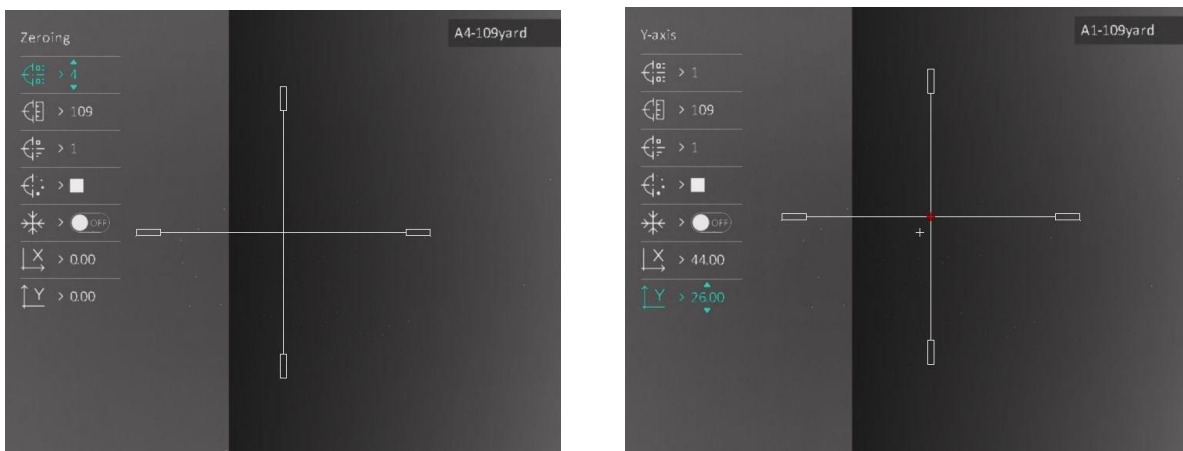 Zeroing
A4-109yard
> 4
> 109
> 1
>
> OFF
X > 0.00
Y > 0.00
Y-axis
A1-109yard
> 1
> 109
> 1
>
> OFF
X > 44.00
Y > 26.00